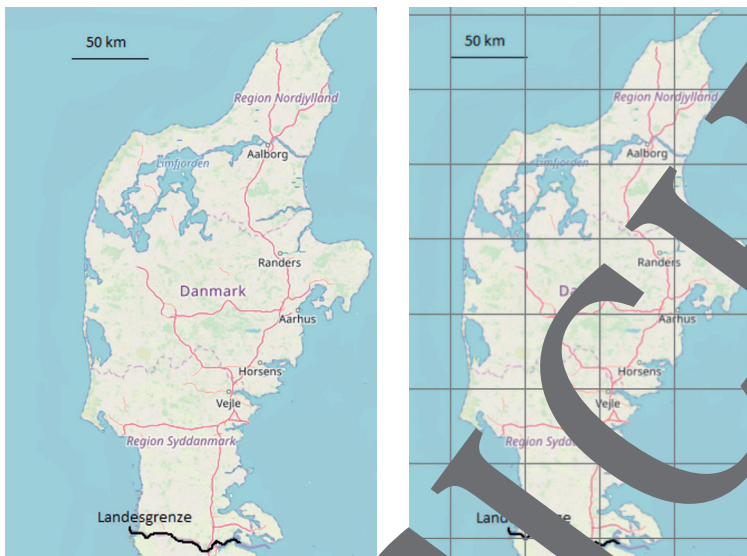 50 km
Region Nordjylland
Limfjorden
Aalborg
Randers
Danmark
Aarhus
Horsens
Vejle
Region Syddanmark
Landesgrenze
50 km
Region Nordjylland
Limfjorden
Aalborg
Randers
Aarhus
Horsens
Vejle
Region